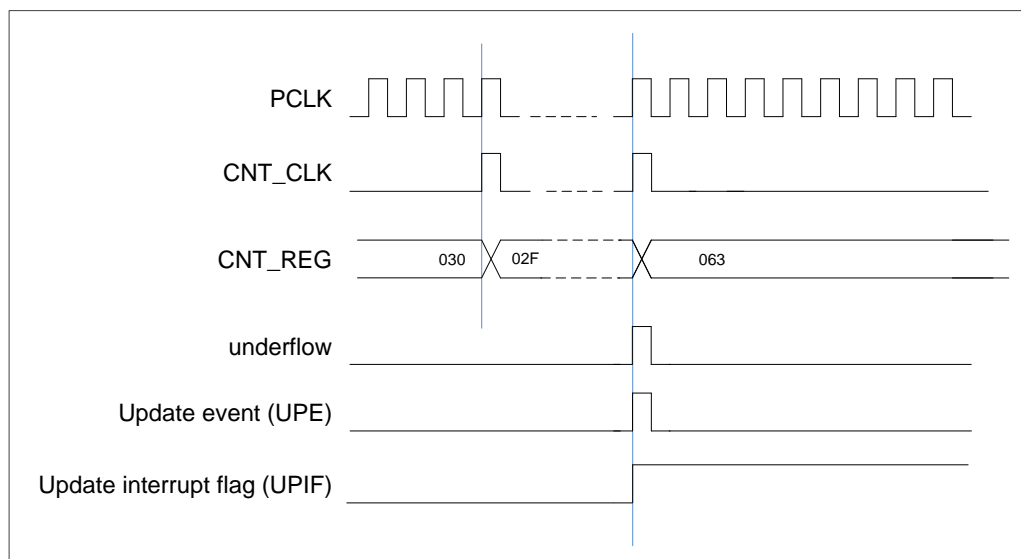 PCLK
CNT_CLK
CNT_REG 030 02F 063
underflow
Update event (UPE)
Update interrupt flag (UPIF)